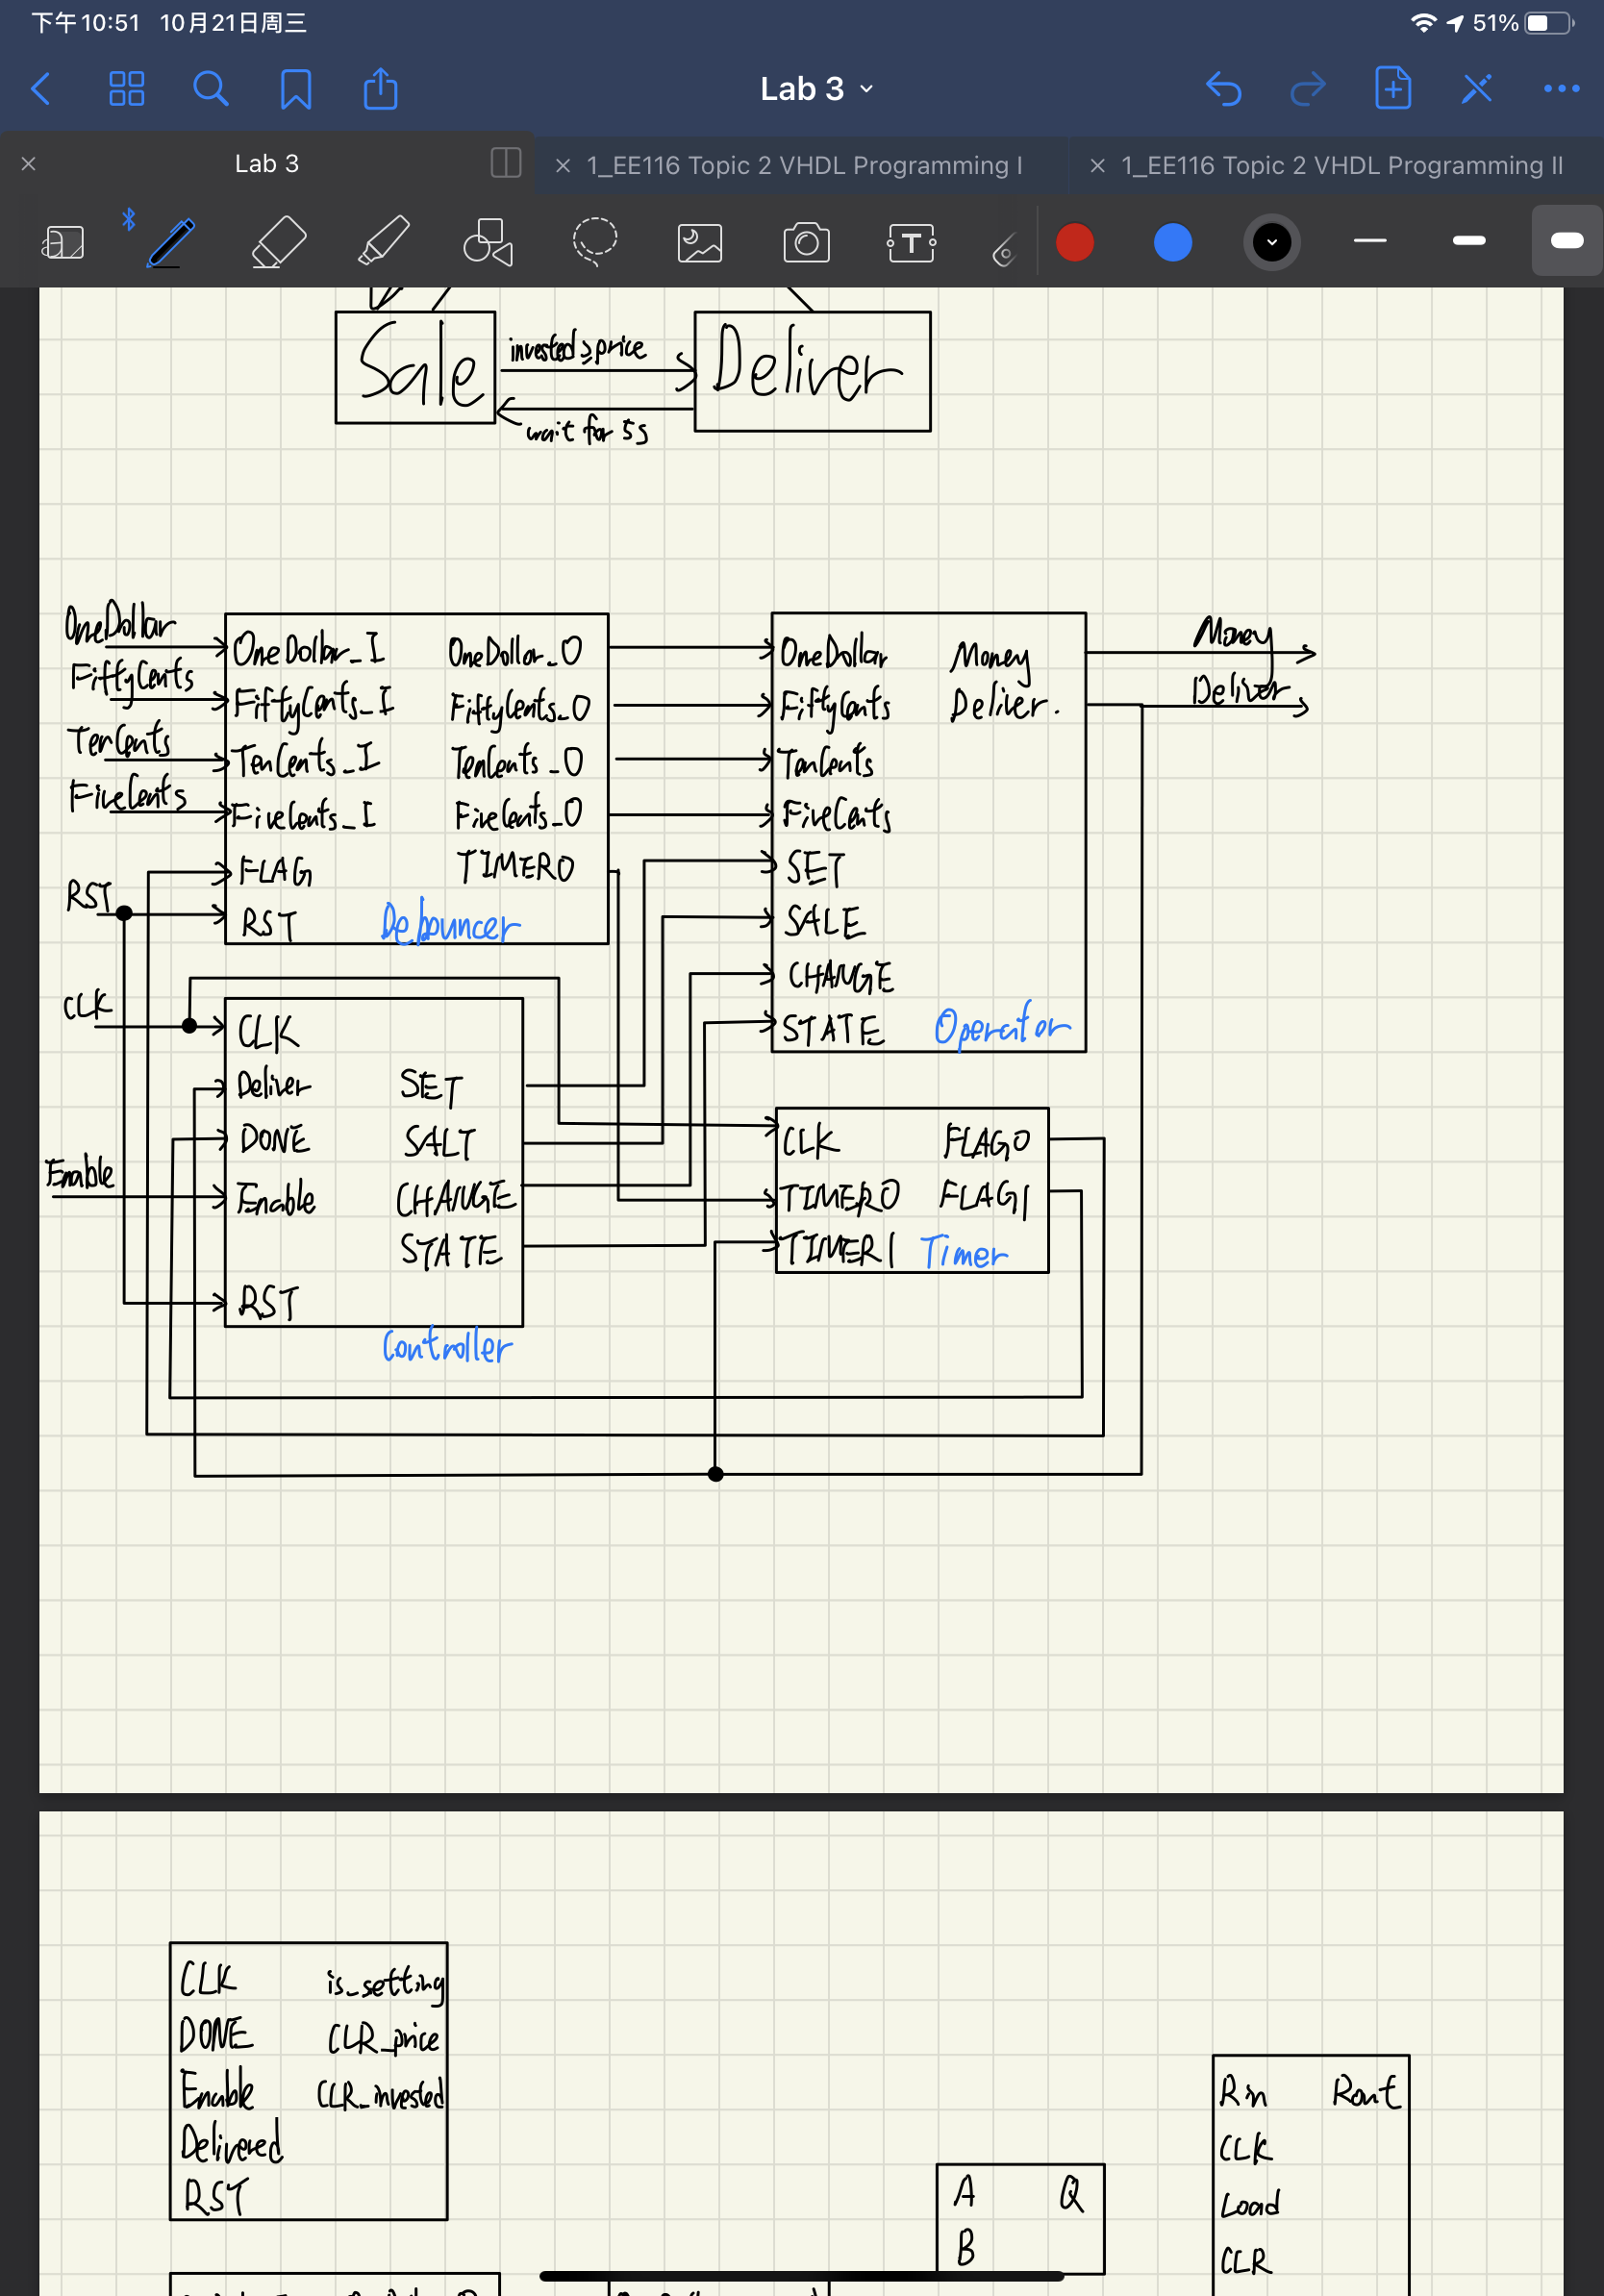 下午10:51 10月21日周三
51%
Lab 3
Lab 3
1_EE116 Topic 2 VHDL Programming I
1_EE116 Topic 2 VHDL Programming II
T
Sale
invested ≥ price
Deliver
wait for 5s
OneDollar
FiftyCents
TenCents
FiveCents
RST
OneDollar_I OneDollar_O
FiftyCents_I FiftyCents_O
TenCents_I TenCents_O
FiveCents_I FiveCents_O
FLAG TIMER0
RST Debouncer
OneDollar Money
FiftyCents Deliver.
TenCents
FiveCents
SET
SALE
CHANGE
STATE Operator
Money
Deliver
CLK
Enable
CLK
Deliver SET
DONE SALT
Enable CHANGE
STATE
RST
Controller
CLK FLAG0
TIMER0 FLAG1
TIMER1 Timer
CLK is_setting
DONE CLR_price
Enable CLR_invested
Delivered
RST
A Q
B
Rin Rout
CLK
Load
CLR